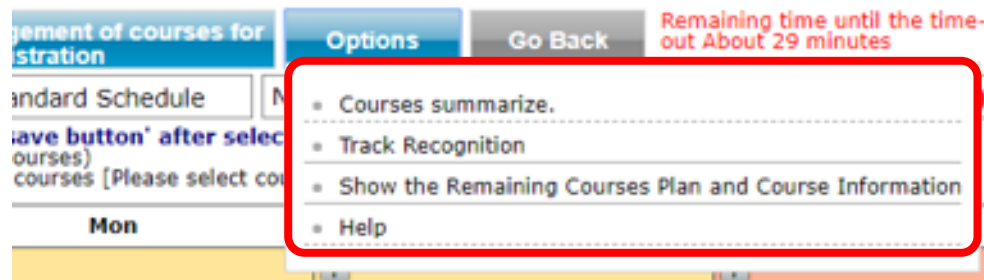 gement of courses for
istration
Options
Go Back
Remaining time until the time-
out About 29 minutes
andard Schedule
N
save button' after selec
ourses)
courses [Please select cou
Mon
Courses summarize.
Track Recognition
Show the Remaining Courses Plan and Course Information
Help